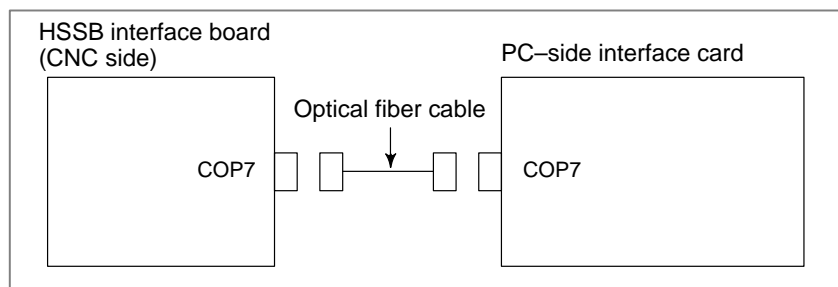 HSSB interface board
(CNC side)
PC–side interface card
Optical fiber cable
COP7
COP7